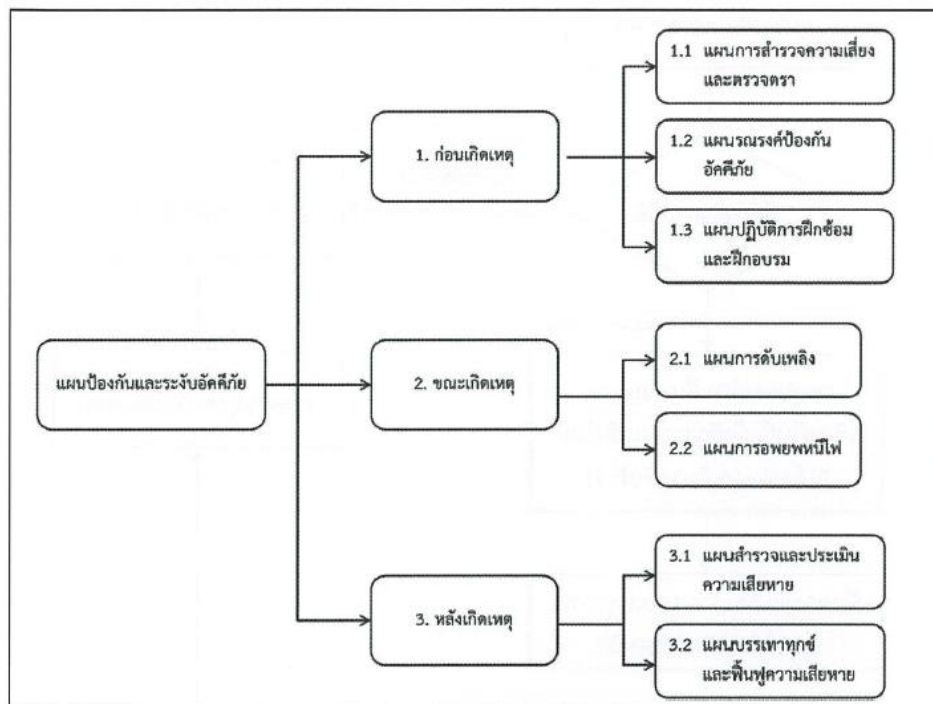 แผนป้องกันและระงับอัคคีภัย
1. ก่อนเกิดเหตุ
1.1 แผนการสำรวจความเสี่ยง
และตรวจตรา
1.2 แผนรณรงค์ป้องกัน
อัคคีภัย
1.3 แผนปฏิบัติการฝึกซ้อม
และฝึกอบรม
2. ขณะเกิดเหตุ
2.1 แผนการดับเพลิง
2.2 แผนการอพยพหนีไฟ
3. หลังเกิดเหตุ
3.1 แผนสำรวจและประเมิน
ความเสียหาย
3.2 แผนบรรเทาทุกข์
และฟื้นฟูความเสียหาย